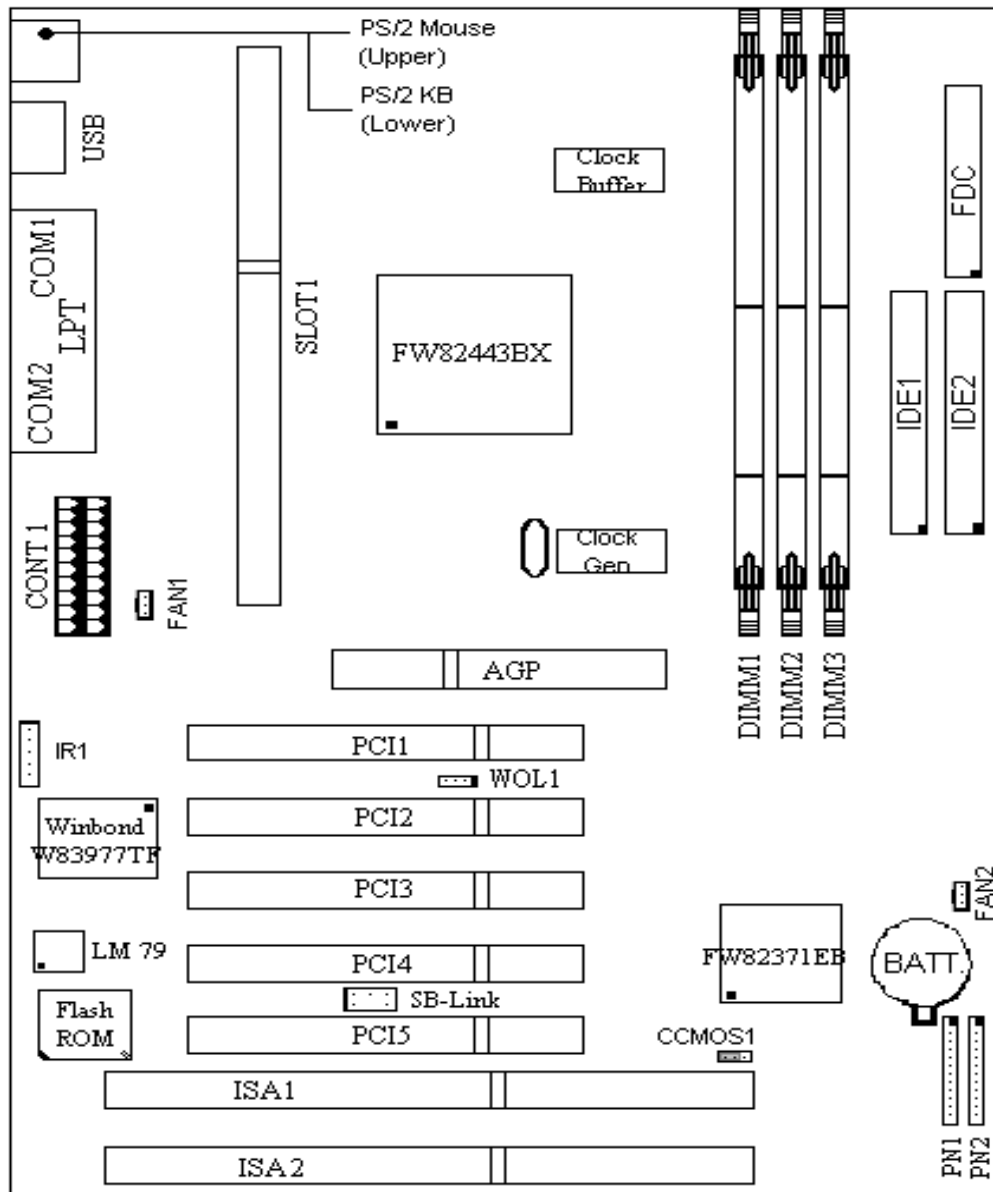 PS/2 Mouse
(Upper)
PS/2 KB
(Lower)
USB
COM1
LPT
COM2
SLOT1
Clock
Buffer
FW82443BX
FDC
IDE1
IDE2
CONT 1
FAN1
Clock
Gen
AGP
DIMM1
DIMM2
DIMM3
IR1
PCI1
WOL1
Winbond
W83977TF
PCI2
PCI3
FAN2
LM 79
PCI4
FW82371EB
BATT.
SB-Link
Flash
ROM
PCI5
CCMOS1
ISA1
PN1
PN2
ISA2